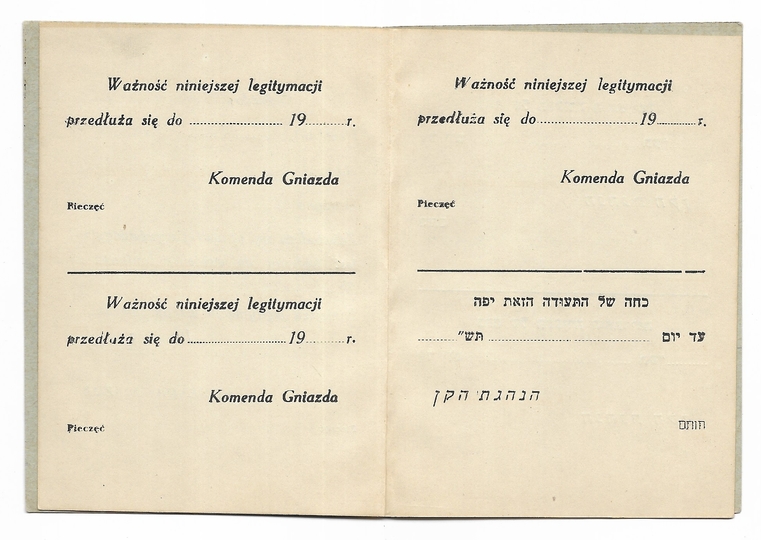 Ważność niniejszej legitymacji
przedłuża się do .......................... 19........... r.
Komenda Gniazda
Pieczęć
Ważność niniejszej legitymacji
przedłuża się do .......................... 19........... r.
Komenda Gniazda
Pieczęć
Ważność niniejszej legitymacji
przedłuża się do .......................... 19........... r.
Komenda Gniazda
Pieczęć
כחה של התעודה הזאת יפה
עד יום .......................... תש״ ...........
הנהגת הקן
חותם